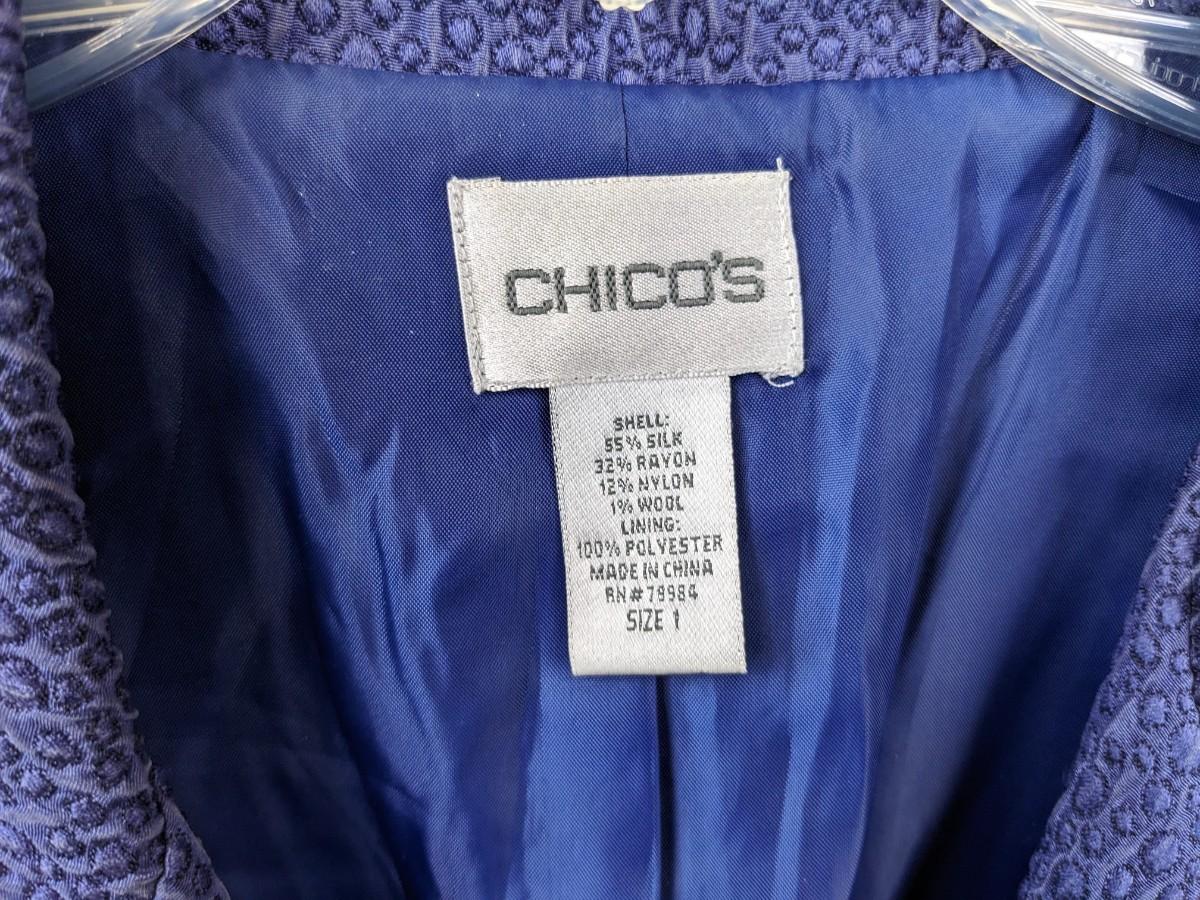 CHICO'S
SHELL:
55% SILK
32% RAYON
12% NYLON
1% WOOL
LINING:
100% POLYESTER
MADE IN CHINA
RN#79984
SIZE 1